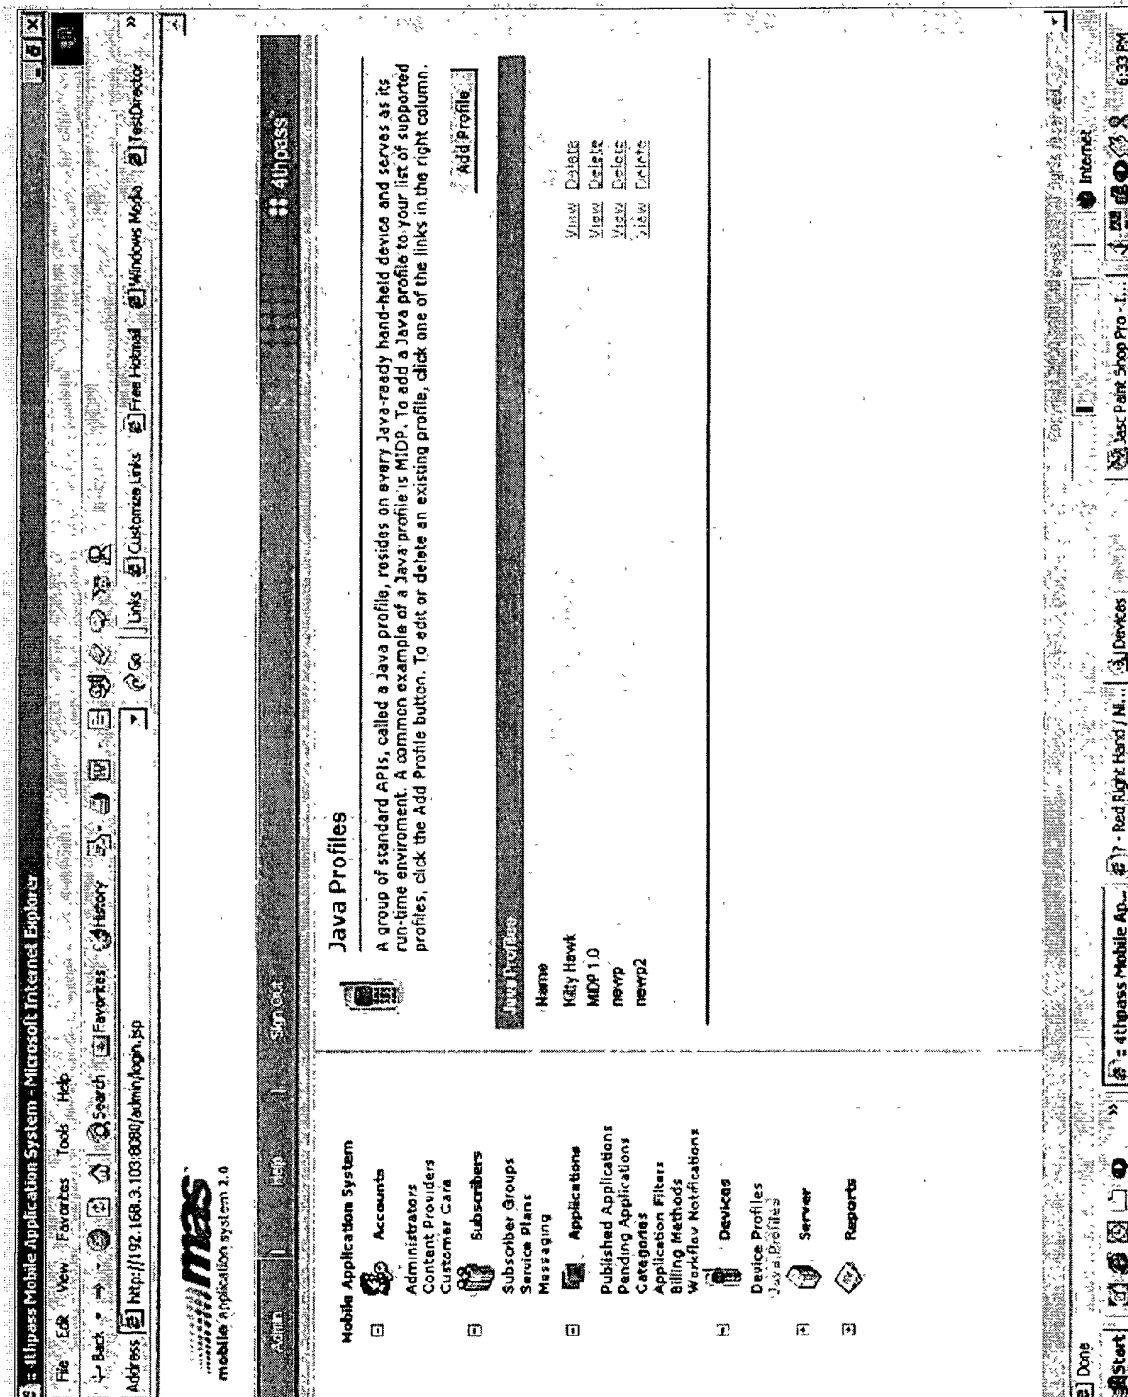 :: 4thpass Mobile Application System - Microsoft Internet Explorer
File Edit View Favorites Tools Help
Back Search Favorites History
Address http://192.168.3.103:8080/admin/login.jsp Go Links Customize Links Free Hotmail Windows Media TestDirector »
mas
mobile application system 2.0
Admin | Help | Sign Out 4thpass
Mobile Application System
Accounts
Administrators
Content Providers
Customer Care
Subscribers
Subscriber Groups
Service Plans
Messaging
Applications
Published Applications
Pending Applications
Categories
Application Filters
Billing Methods
Workflow Notifications
Devices
Device Profiles
Java Profiles
Server
Reports
Java Profiles
A group of standard APIs, called a Java profile, resides on every Java-ready hand-held device and serves as its
run-time enviroment. A common example of a Java profile is MIDP. To add a Java profile to your list of supported
profiles, click the Add Profile button. To edit or delete an existing profile, click one of the links in the right column.
Add Profile
Java Profiles
Name
Kitty Hawk View Delete
MIDP 1.0 View Delete
newp View Delete
newp2 View Delete
Done Internet
Start » :: 4thpass Mobile Ap... ? - Red Right Hand / Ni... Devices Jasc Paint Shop Pro - I... 6:33 PM